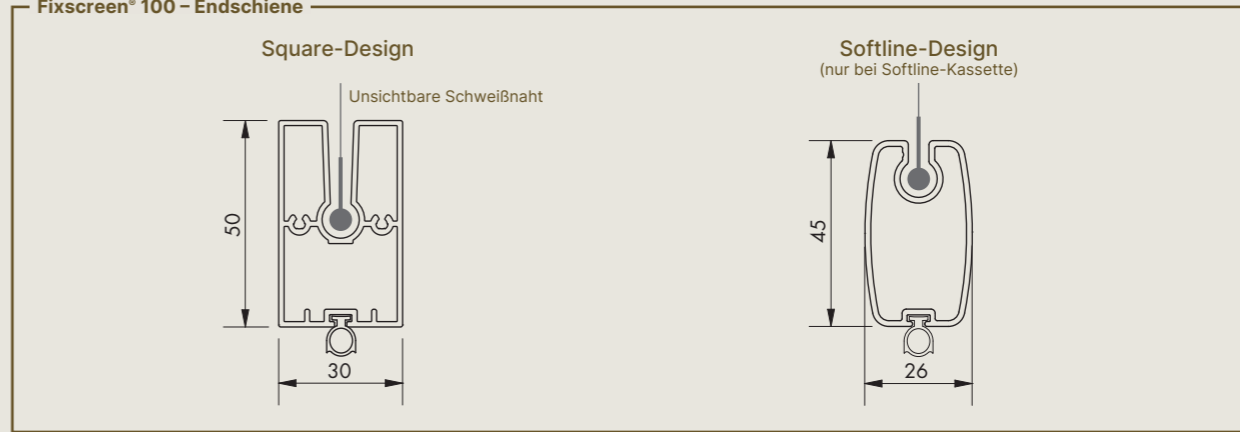 Fixscreen® 100 – Endschiene
Square-Design
Unsichtbare Schweißnaht
50
30
Softline-Design
(nur bei Softline-Kassette)
45
26